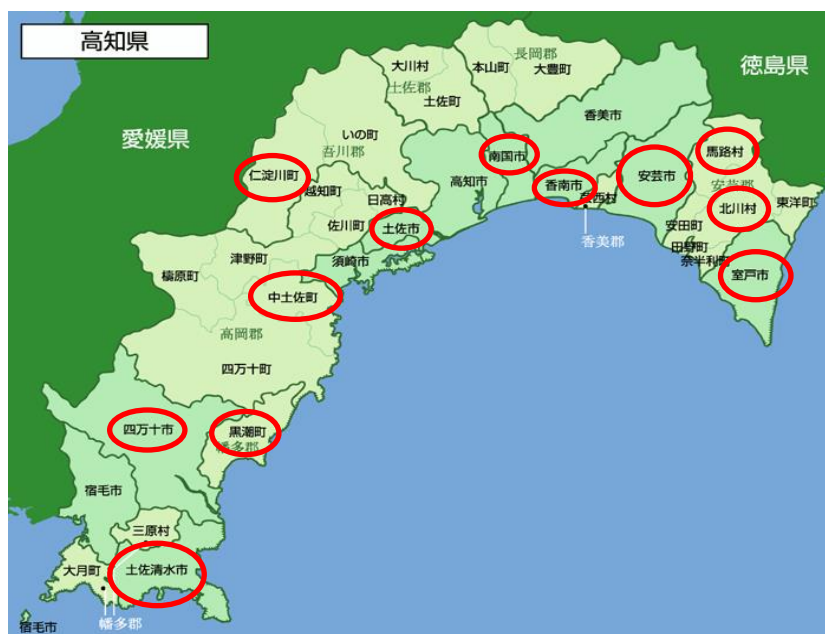 高知県
徳島県
愛媛県
長岡郡
大川村
本山町
大豊町
土佐郡
土佐町
香美市
いの町
吾川郡
南国市
馬路村
仁淀川町
高知市
香南市
安芸市
安芸郡
越知町
日高村
芸西村
北川村
東洋町
佐川町
土佐市
安田町
香美郡
田野町
津野町
須崎市
奈半利町
檮原町
室戸市
中土佐町
高岡郡
四万十町
四万十市
黒潮町
幡多郡
宿毛市
三原村
大月町
土佐清水市
幡多郡
宿毛市